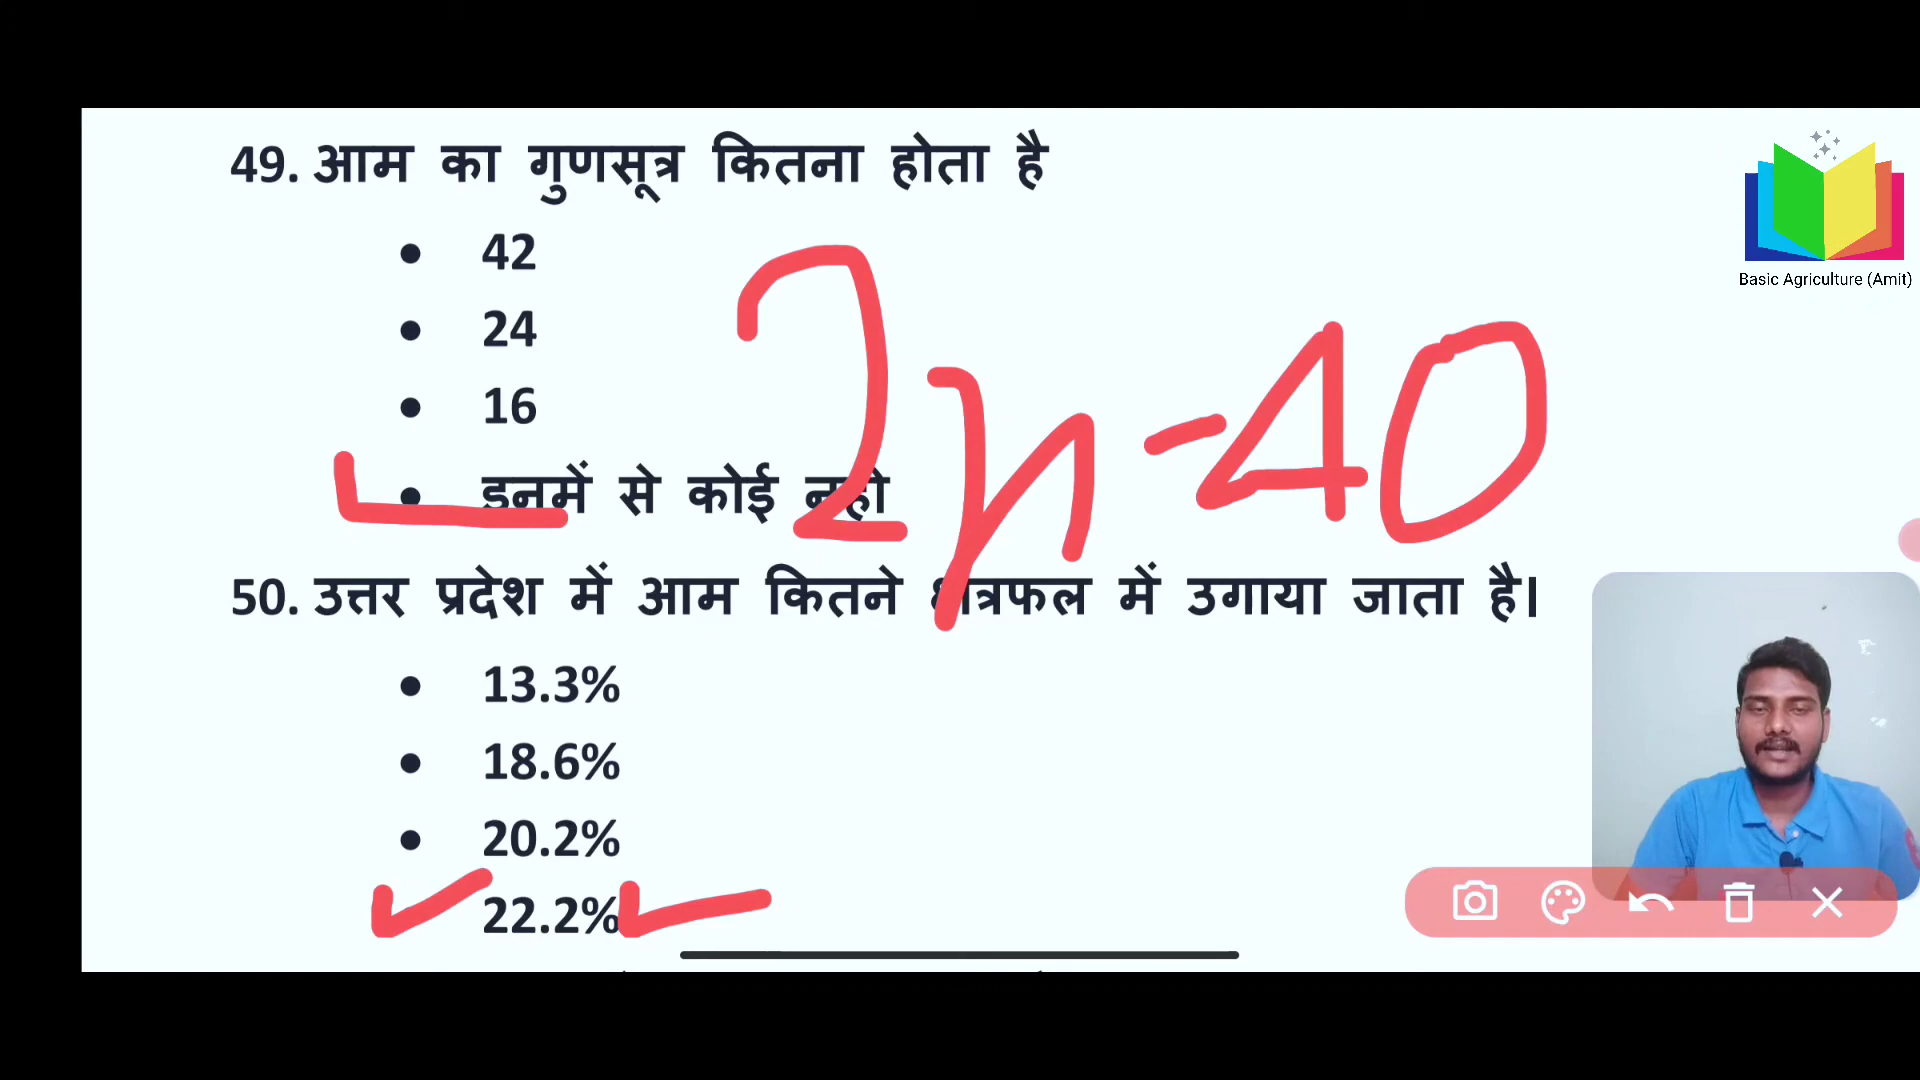 49. आम का गुणसूत्र कितना होता है
• 42
• 24
• 16
• इनमें से कोई नहीं
2n-40
50. उत्तर प्रदेश में आम कितने क्षेत्रफल में उगाया जाता है।
• 13.3%
• 18.6%
• 20.2%
22.2%
Basic Agriculture (Amit)